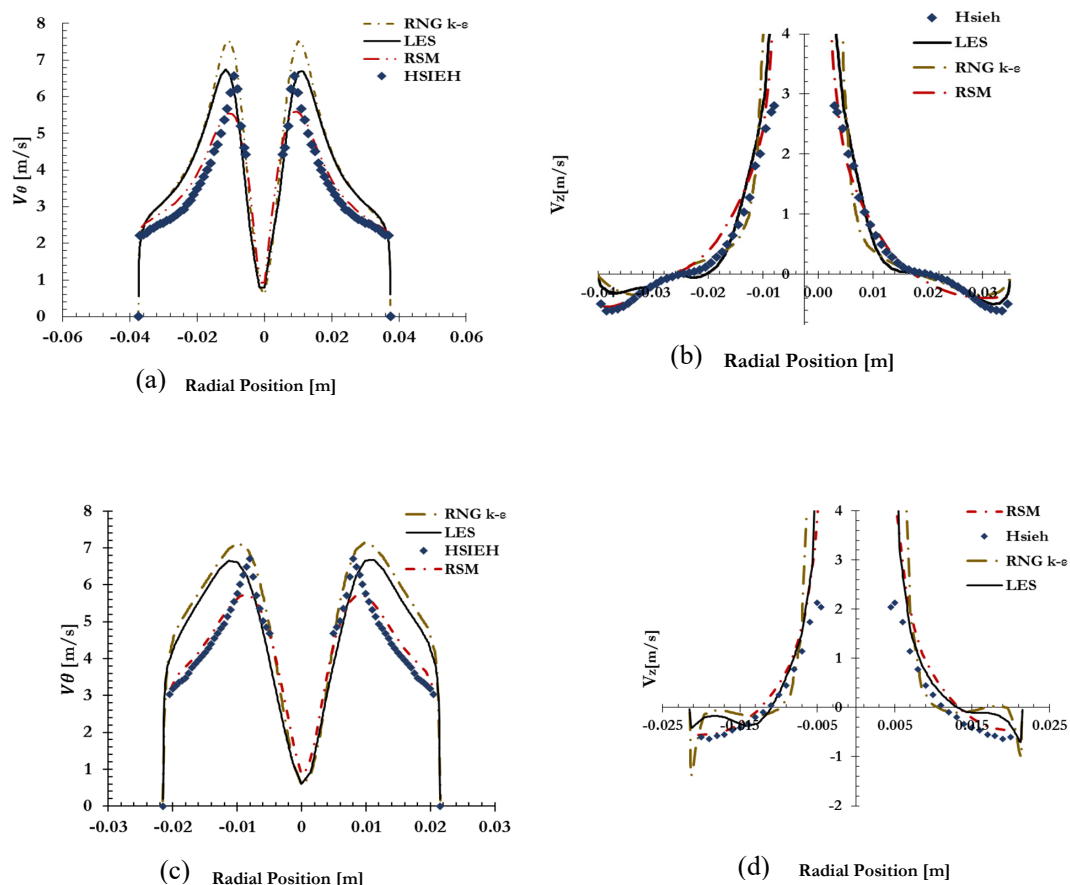 8
7
6
5
4
3
2
1
0
Vθ [m/s]
-0.06
-0.04
-0.02
0
0.02
0.04
0.06
RNG k-ε
LES
RSM
HSIEH
(a) Radial Position [m]
4
3
2
1
0
Vz[m/s]
-0.04
-0.03
-0.02
-0.01
0.00
0.01
0.02
0.03
Hsieh
LES
RNG k-ε
RSM
(b) Radial Position [m]
8
7
6
5
4
3
2
1
0
Vθ [m/s]
-0.03
-0.02
-0.01
0
0.01
0.02
0.03
RNG k-ε
LES
HSIEH
RSM
(c) Radial Position [m]
4
3
2
1
0
-1
-2
Vz[m/s]
-0.025
-0.015
-0.005
0.005
0.015
0.025
RSM
Hsieh
RNG k-ε
LES
(d) Radial Position [m]